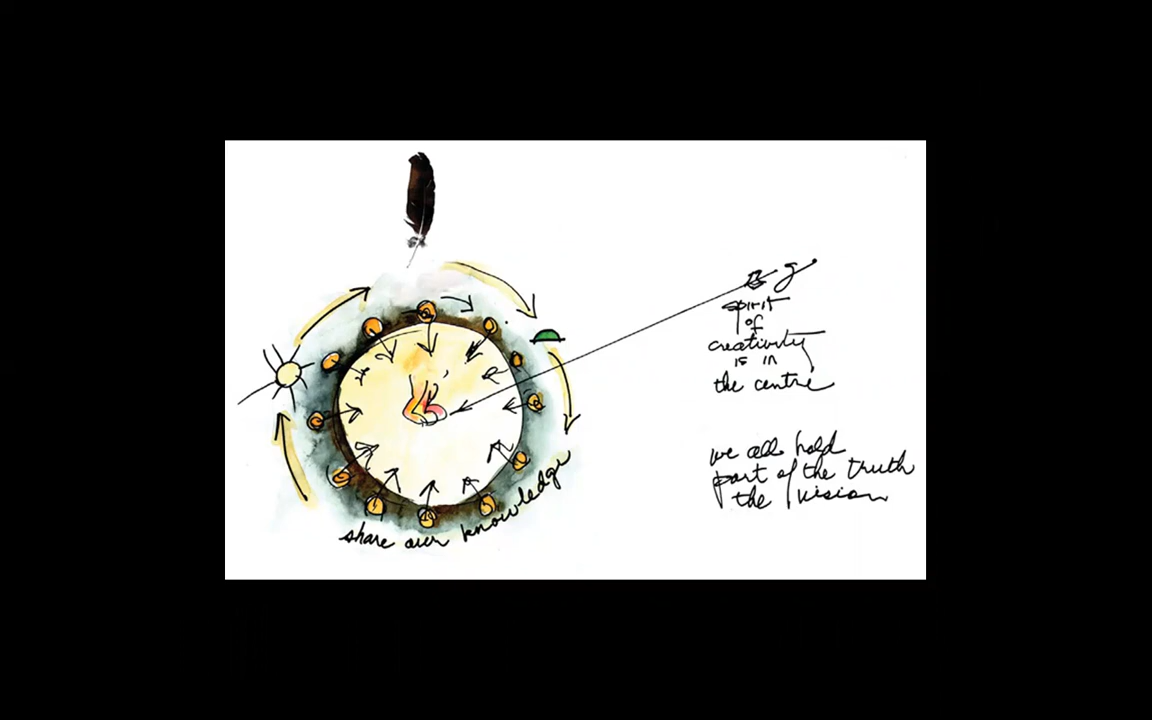 spirit
of
creativity
is in
the centre
we all hold
part of the truth
the vision
share our knowledge